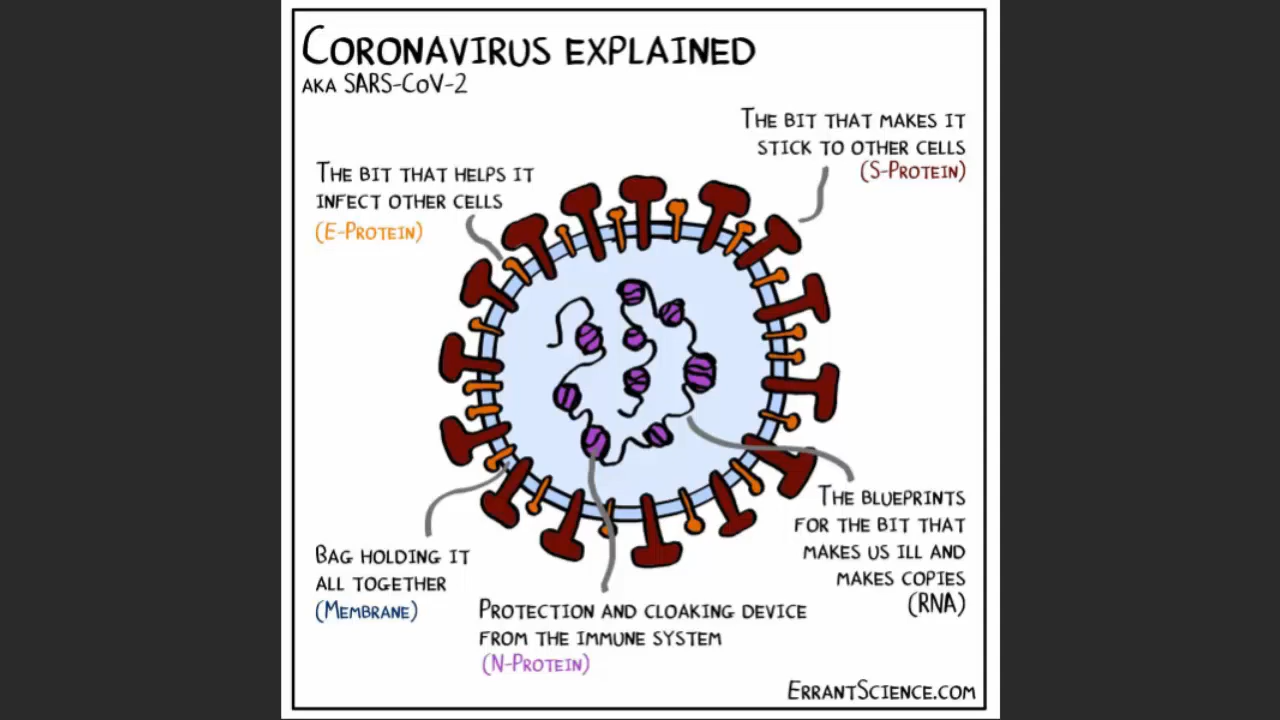 Coronavirus explained
aka SARS-CoV-2
The bit that makes it
stick to other cells
(S-Protein)
The bit that helps it
infect other cells
(E-Protein)
Bag holding it
all together
(Membrane)
Protection and cloaking device
from the immune system
(N-Protein)
The blueprints
for the bit that
makes us ill and
makes copies
(RNA)
ErrantScience.com